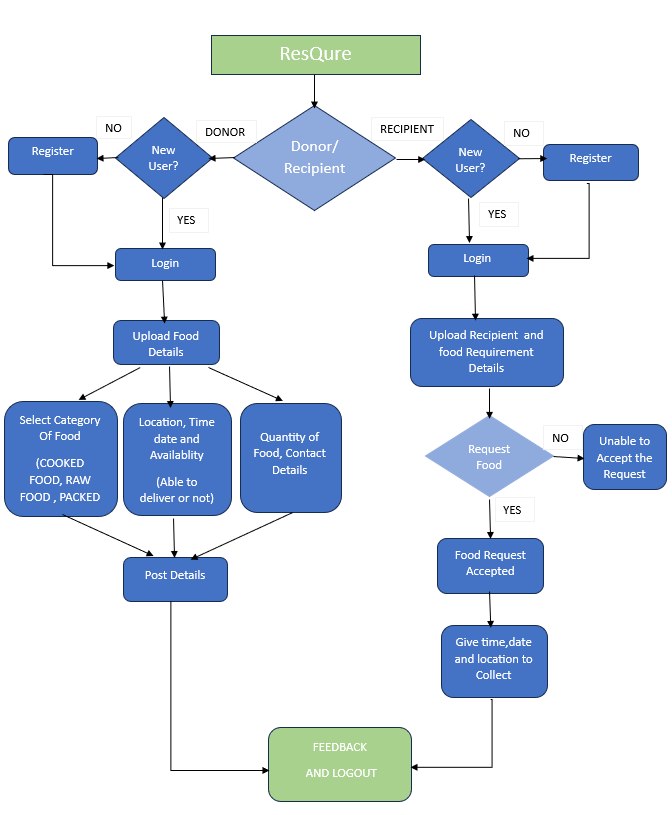 ResQure
NO
DONOR
RECIPIENT
NO
Register
New
User?
Donor/
Recipient
New
User?
Register
YES
YES
Login
Login
Upload Food
Details
Upload Recipient and
food Requirement
Details
Select Category
Of Food
(COOKED
FOOD, RAW
FOOD , PACKED
Location, Time
date and
Availablity
(Able to
deliver or not)
Quantity of
Food, Contact
Details
Request
Food
NO
Unable to
Accept the
Request
YES
Post Details
Food Request
Accepted
Give time,date
and location to
Collect
FEEDBACK
AND LOGOUT